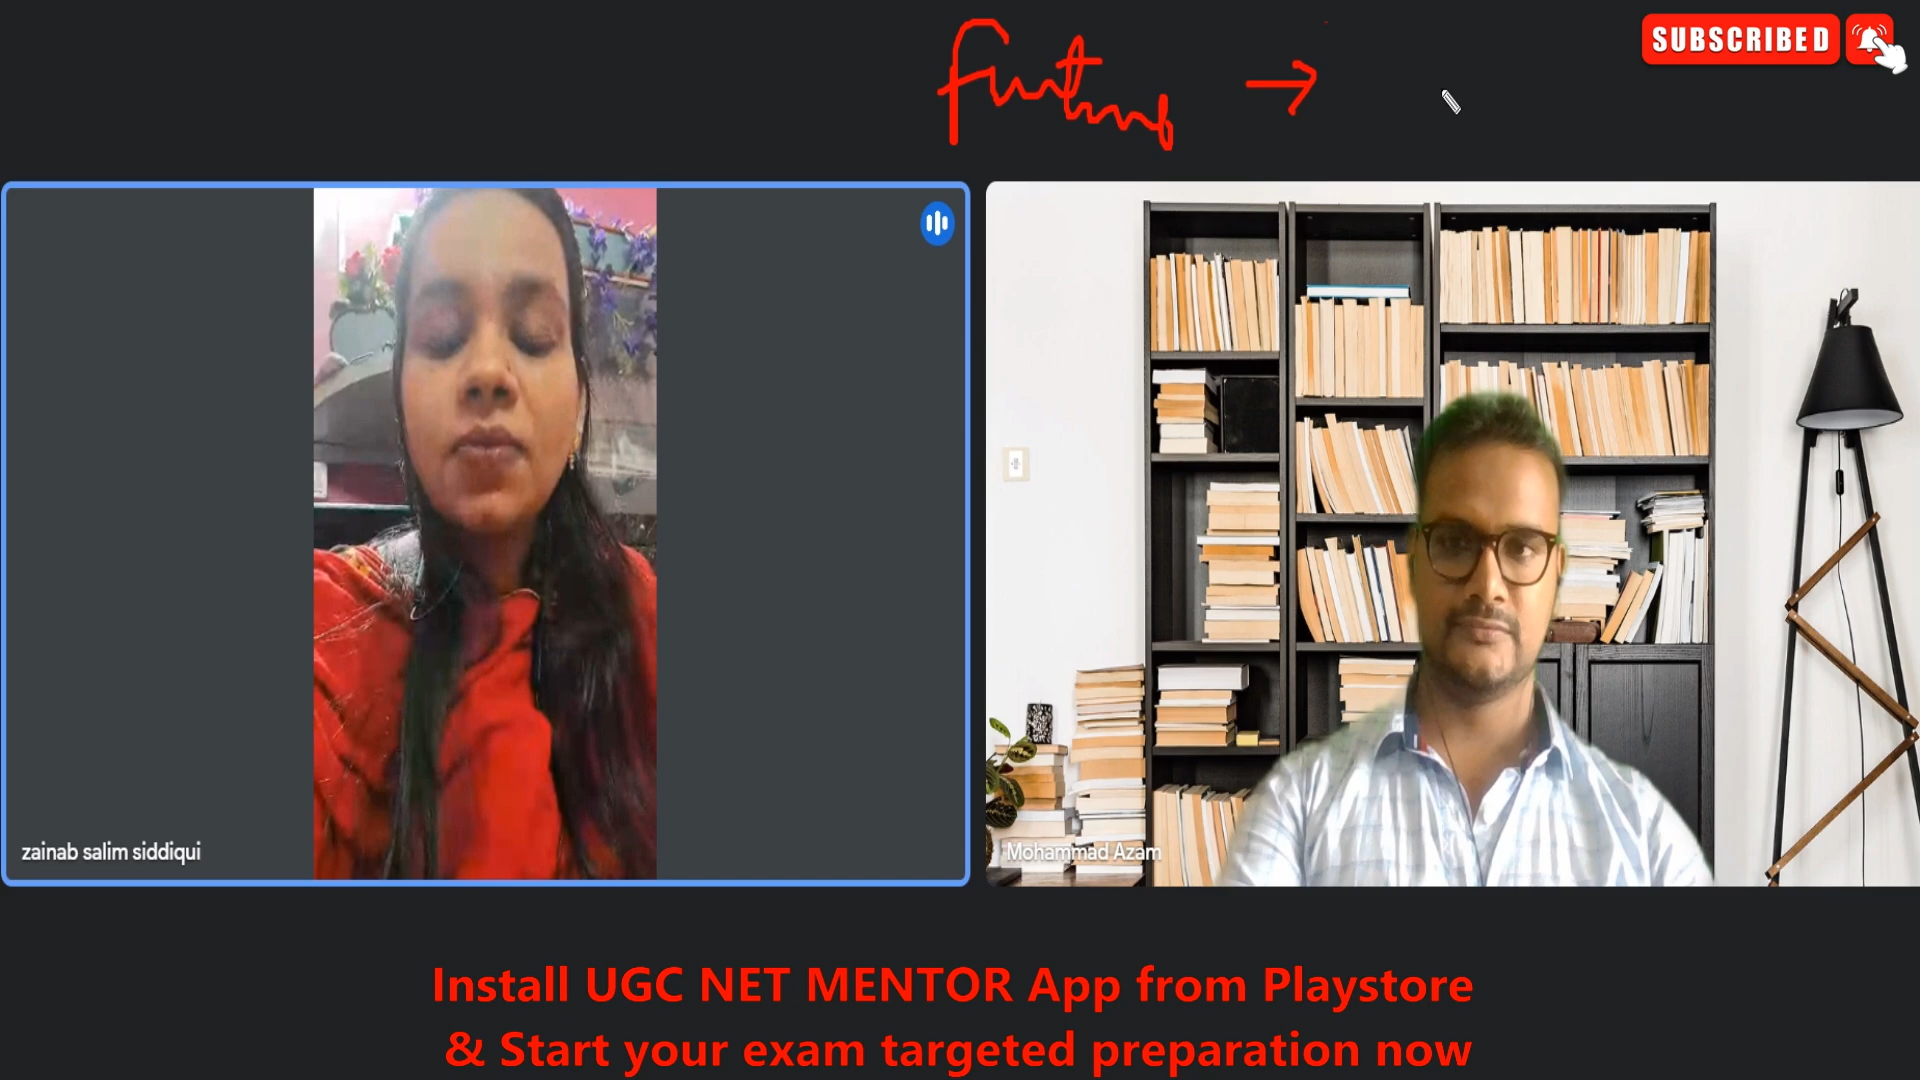 Future →
SUBSCRIBED
zainab salim siddiqui
Mohammad Azam
Install UGC NET MENTOR App from Playstore
& Start your exam targeted preparation now